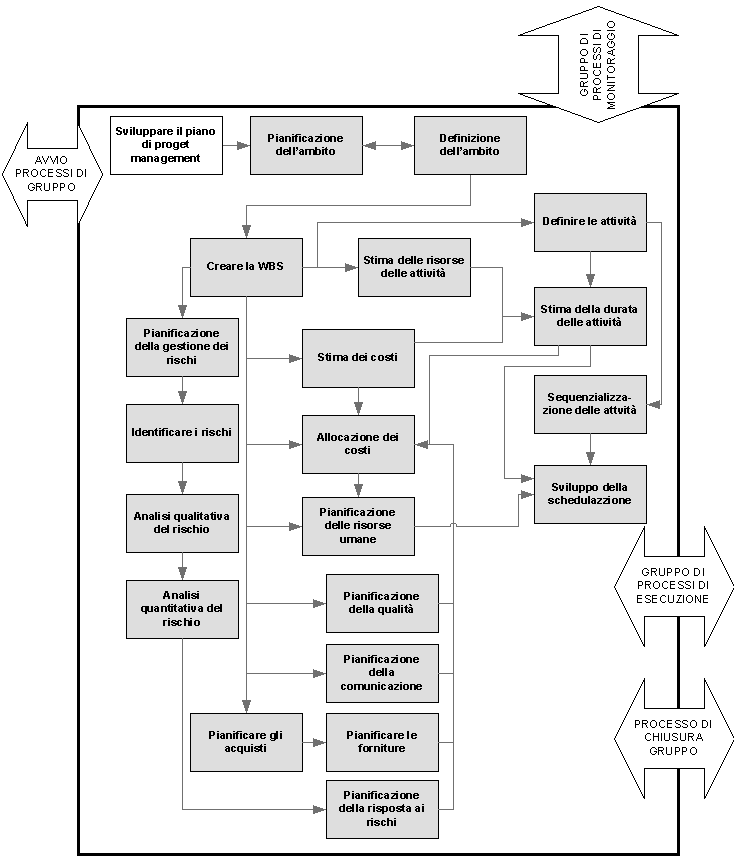 GRUPPO DI
PROCESSI DI
MONITORAGGIO
AVVIO
PROCESSI DI
GRUPPO
Sviluppare il piano
di proget
management
Pianificazione
dell'ambito
Definizione
dell'ambito
Definire le attività
Creare la WBS
Stima delle risorse
delle attività
Stima della durata
delle attività
Pianificazione
della gestione dei
rischi
Stima dei costi
Sequenzializza-
zione delle attvità
Identificare i rischi
Allocazione dei
costi
Sviluppo della
schedulazzione
Analisi qualitativa
del rischio
Pianificazione
delle risorse
umane
Analisi
quantitativa del
rischio
Pianificazione
della qualità
GRUPPO DI
PROCESSI DI
ESECUZIONE
Pianificazione
della
comunicazione
Pianificare gli
acquisti
Pianificare le
forniture
PROCESSO DI
CHIUSURA
GRUPPO
Pianificazione
della risposta ai
rischi